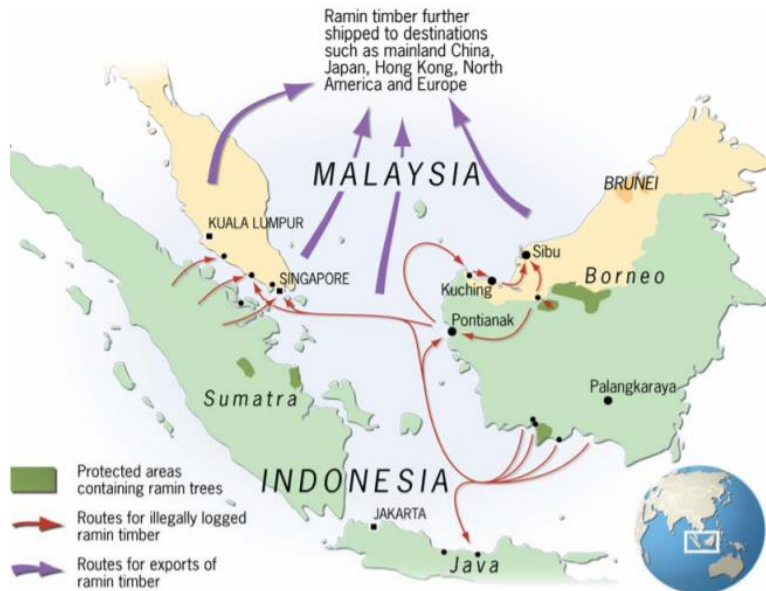 Ramin timber further
shipped to destinations
such as mainland China,
Japan, Hong Kong, North
America and Europe
MALAYSIA
BRUNEI
KUALA LUMPUR
Sibu
SINGAPORE
Kuching
Borneo
Pontianak
Palangkaraya
Sumatra
INDONESIA
JAKARTA
Java
Protected areas
containing ramin trees
Routes for illegally logged
ramin timber
Routes for exports of
ramin timber